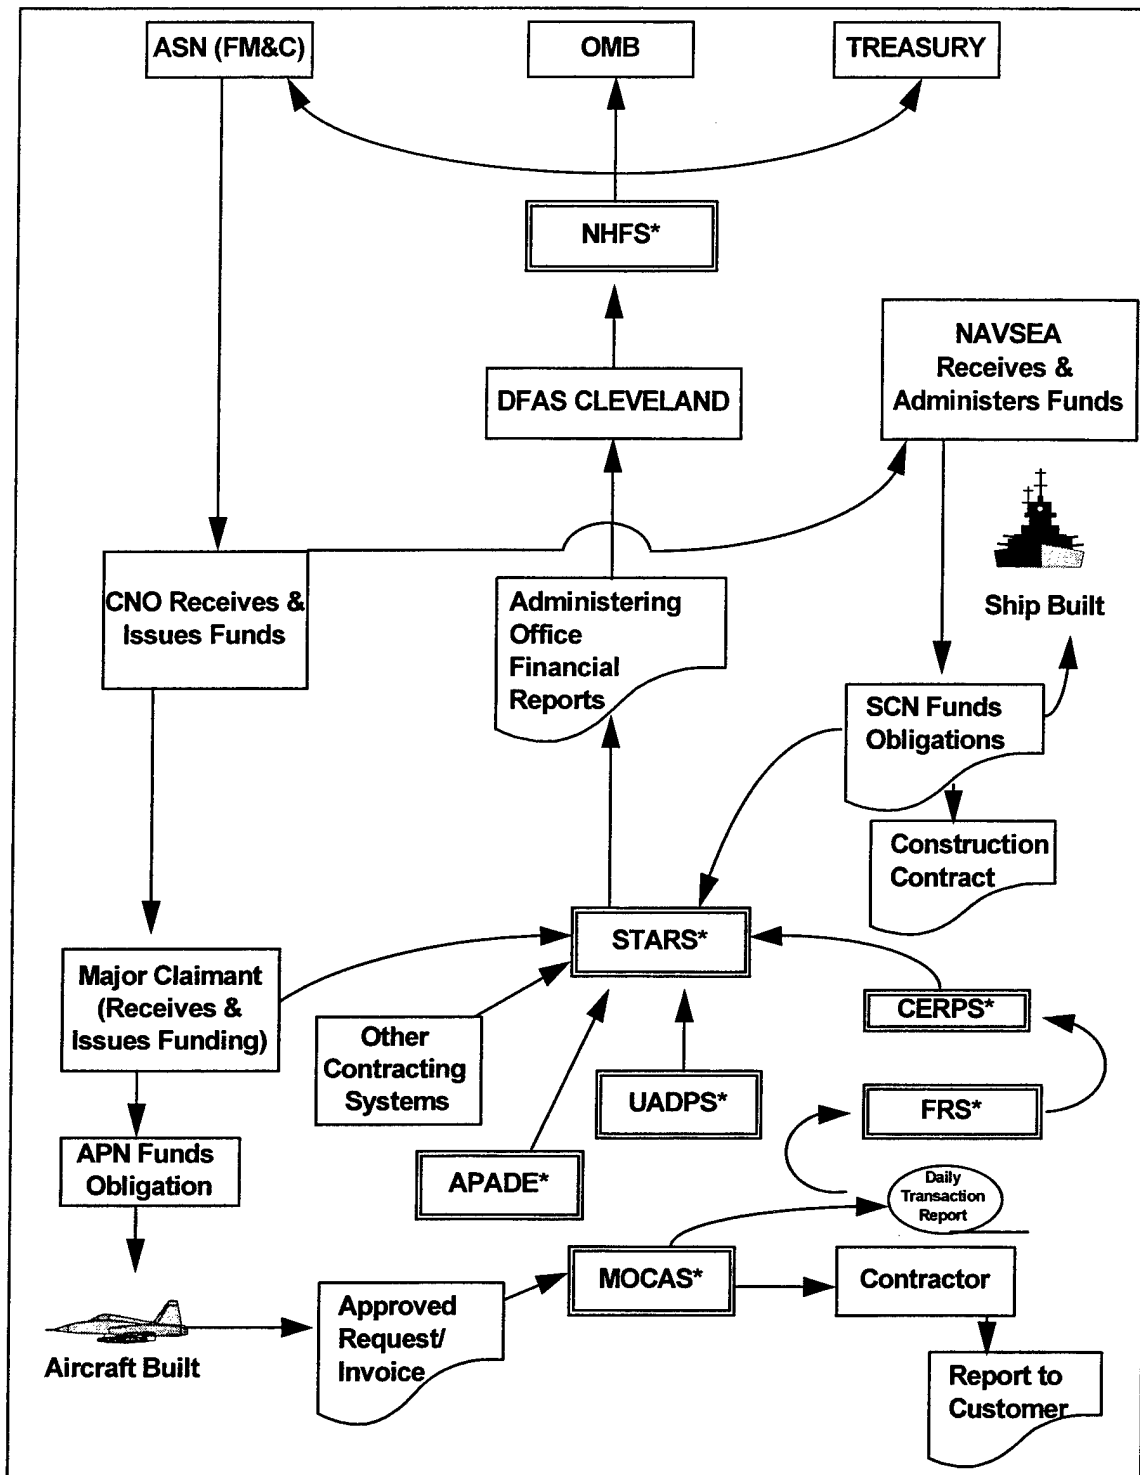 ASN (FM&C)
OMB
TREASURY
NHFS*
NAVSEA
Receives &
Administers Funds
DFAS CLEVELAND
CNO Receives &
Issues Funds
Administering
Office
Financial
Reports
Ship Built
SCN Funds
Obligations
Construction
Contract
STARS*
Major Claimant
(Receives &
Issues Funding)
Other
Contracting
Systems
CERPS*
UADPS*
FRS*
APN Funds
Obligation
APADE*
Daily
Transaction
Report
MOCAS*
Contractor
Approved
Request/
Invoice
Aircraft Built
Report to
Customer